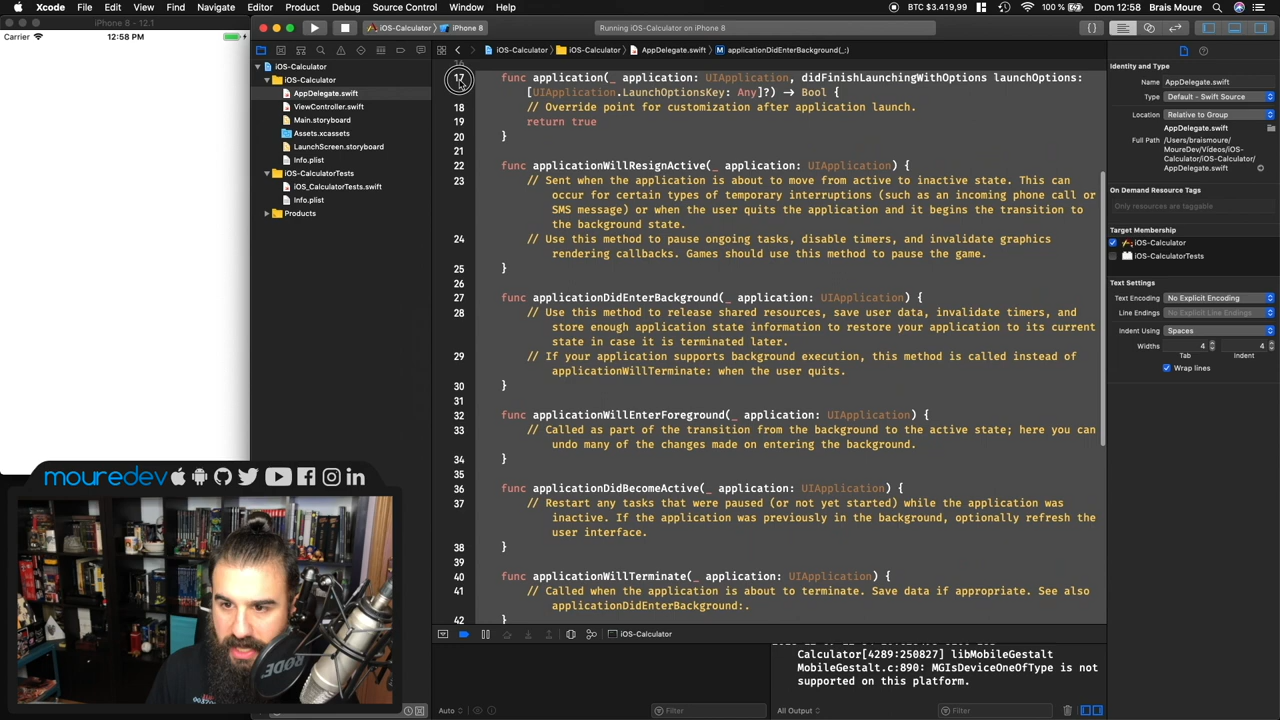 Xcode File Edit View Find Navigate Editor Product Debug Source Control Window Help
BTC $3.419,99
100 %
Brais Moure
iPhone 8 - 12.1
iOS-Calculator
iPhone 8
Running iOS-Calculator on iPhone 8
Carrier
12:58 PM
iOS-Calculator
iOS-Calculator
AppDelegate.swift
ViewController.swift
Main.storyboard
Assets.xcassets
LaunchScreen.storyboard
Info.plist
iOS-CalculatorTests
iOS_CalculatorTests.swift
Info.plist
Products
iOS-Calculator
iOS-Calculator
AppDelegate.swift
M applicationDidEnterBackground(_:)
17 func application(_ application: UIApplication, didFinishLaunchingWithOptions launchOptions:
[UIApplication.LaunchOptionsKey: Any]?) -> Bool {
18 // Override point for customization after application launch.
19 return true
20 }
21
22 func applicationWillResignActive(_ application: UIApplication) {
23 // Sent when the application is about to move from active to inactive state. This can
occur for certain types of temporary interruptions (such as an incoming phone call or
SMS message) or when the user quits the application and it begins the transition to
the background state.
24 // Use this method to pause ongoing tasks, disable timers, and invalidate graphics
rendering callbacks. Games should use this method to pause the game.
25 }
26
27 func applicationDidEnterBackground(_ application: UIApplication) {
28 // Use this method to release shared resources, save user data, invalidate timers, and
store enough application state information to restore your application to its current
state in case it is terminated later.
29 // If your application supports background execution, this method is called instead of
applicationWillTerminate: when the user quits.
30 }
31
32 func applicationWillEnterForeground(_ application: UIApplication) {
33 // Called as part of the transition from the background to the active state; here you can
undo many of the changes made on entering the background.
34 }
35
36 func applicationDidBecomeActive(_ application: UIApplication) {
37 // Restart any tasks that were paused (or not yet started) while the application was
inactive. If the application was previously in the background, optionally refresh the
user interface.
38 }
39
40 func applicationWillTerminate(_ application: UIApplication) {
41 // Called when the application is about to terminate. Save data if appropriate. See also
applicationDidEnterBackground:.
42 }
Identity and Type
Name AppDelegate.swift
Type Default - Swift Source
Location Relative to Group
AppDelegate.swift
Full Path /Users/braismoure/
MoureDev/Vídeos/iOS-
Calculator/iOS-Calculator/
AppDelegate.swift
On Demand Resource Tags
Only resources are taggable
Target Membership
iOS-Calculator
iOS-CalculatorTests
Text Settings
Text Encoding No Explicit Encoding
Line Endings No Explicit Line Endings
Indent Using Spaces
Widths 4 4
Tab Indent
Wrap lines
mouredev
RODE
iOS-Calculator
Calculator[4289:250827] libMobileGestalt
MobileGestalt.c:890: MGIsDeviceOneOfType is not
supported on this platform.
Auto
Filter
All Output
Filter